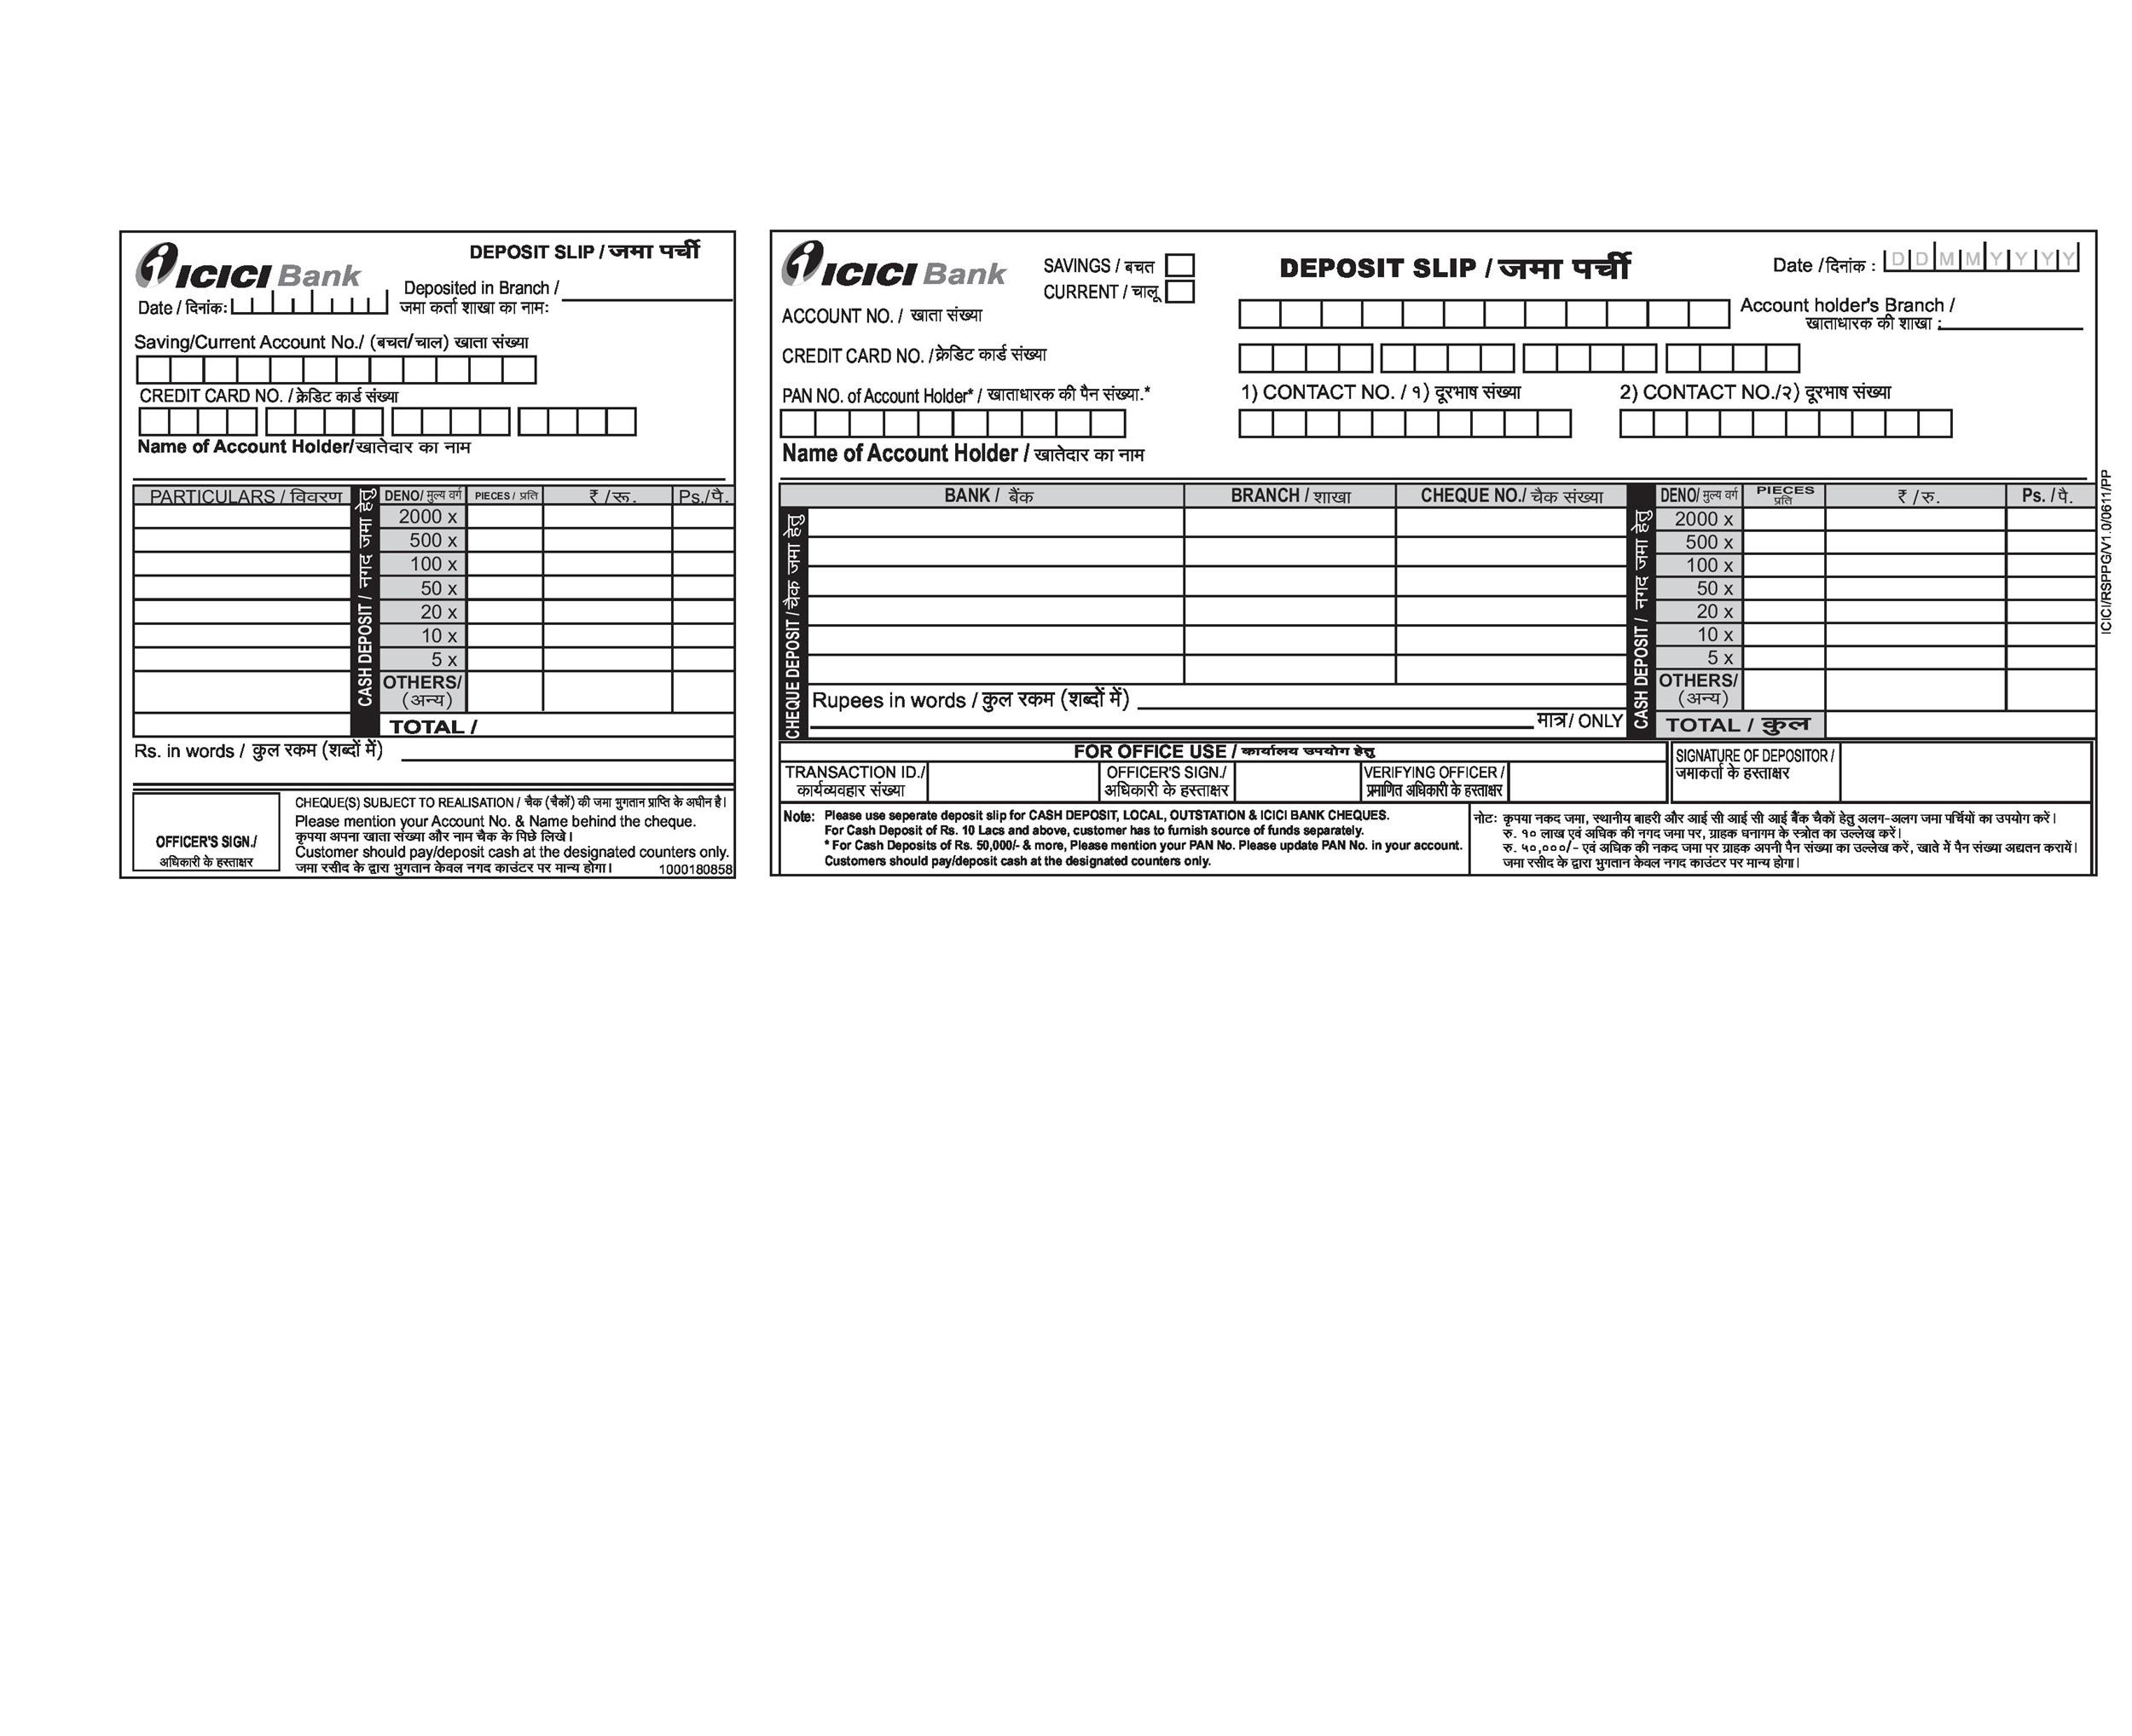 ICICI Bank
DEPOSIT SLIP / जमा पर्ची
Date / दिनांक:
Deposited in Branch /
जमा कर्ता शाखा का नाम:
Saving/Current Account No./ (बचत/चाल) खाता संख्या
CREDIT CARD NO. / क्रेडिट कार्ड संख्या
Name of Account Holder/खातेदार का नाम
PARTICULARS / विवरण
CASH DEPOSIT / नगद जमा हेतु
DENO/ मुल्य वर्ग PIECES / प्रति ₹ /रू. Ps./पै.
2000 x
500 x
100 x
50 x
20 x
10 x
5 x
OTHERS/
(अन्य)
TOTAL /
Rs. in words / कुल रकम (शब्दों में)
OFFICER'S SIGN./
अधिकारी के हस्ताक्षर
CHEQUE(S) SUBJECT TO REALISATION / चैक (चैकों) की जमा भुगतान प्राप्ति के अधीन है।
Please mention your Account No. & Name behind the cheque.
कृपया अपना खाता संख्या और नाम चैक के पिछे लिखे।
Customer should pay/deposit cash at the designated counters only.
जमा रसीद के द्वारा भुगतान केवल नगद काउंटर पर मान्य होगा। 1000180858
ICICI Bank
SAVINGS / बचत
CURRENT / चालू
DEPOSIT SLIP / जमा पर्ची
Date /दिनांक : D D M M Y Y Y Y
ACCOUNT NO. / खाता संख्या
Account holder's Branch /
खाताधारक की शाखा :
CREDIT CARD NO. /क्रेडिट कार्ड संख्या
PAN NO. of Account Holder* / खाताधारक की पैन संख्या.*
1) CONTACT NO. / १) दूरभाष संख्या
2) CONTACT NO./२) दूरभाष संख्या
Name of Account Holder / खातेदार का नाम
CHEQUE DEPOSIT / चैक जमा हेतु
BANK / बैंक BRANCH / शाखा CHEQUE NO./ चैक संख्या
CASH DEPOSIT / नगद जमा हेतु
DENO/ मुल्य वर्ग PIECES प्रति ₹ /रु. Ps. /पै.
2000 x
500 x
100 x
50 x
20 x
10 x
5 x
OTHERS/
(अन्य)
TOTAL / कुल
Rupees in words / कुल रकम (शब्दों में)
मात्र/ ONLY
FOR OFFICE USE / कार्यालय उपयोग हेतु
TRANSACTION ID./
कार्यव्यवहार संख्या
OFFICER'S SIGN./
अधिकारी के हस्ताक्षर
VERIFYING OFFICER /
प्रमाणित अधिकारी के हस्ताक्षर
SIGNATURE OF DEPOSITOR /
जमाकर्ता के हस्ताक्षर
Note: Please use seperate deposit slip for CASH DEPOSIT, LOCAL, OUTSTATION & ICICI BANK CHEQUES.
For Cash Deposit of Rs. 10 Lacs and above, customer has to furnish source of funds separately.
* For Cash Deposits of Rs. 50,000/- & more, Please mention your PAN No. Please update PAN No. in your account.
Customers should pay/deposit cash at the designated counters only.
नोट: कृपया नकद जमा, स्थानीय बाहरी और आई सी आई सी आई बैंक चैकों हेतु अलग-अलग जमा पर्चियों का उपयोग करें।
रु. १० लाख एवं अधिक की नगद जमा पर, ग्राहक धनागम के स्त्रोत का उल्लेख करें।
रु. ५०,०००/- एवं अधिक की नकद जमा पर ग्राहक अपनी पैन संख्या का उल्लेख करें, खाते में पैन संख्या अद्यतन करायें।
जमा रसीद के द्वारा भुगतान केवल नगद काउंटर पर मान्य होगा।
ICICI/RSPPG/V1.0/0611/PP